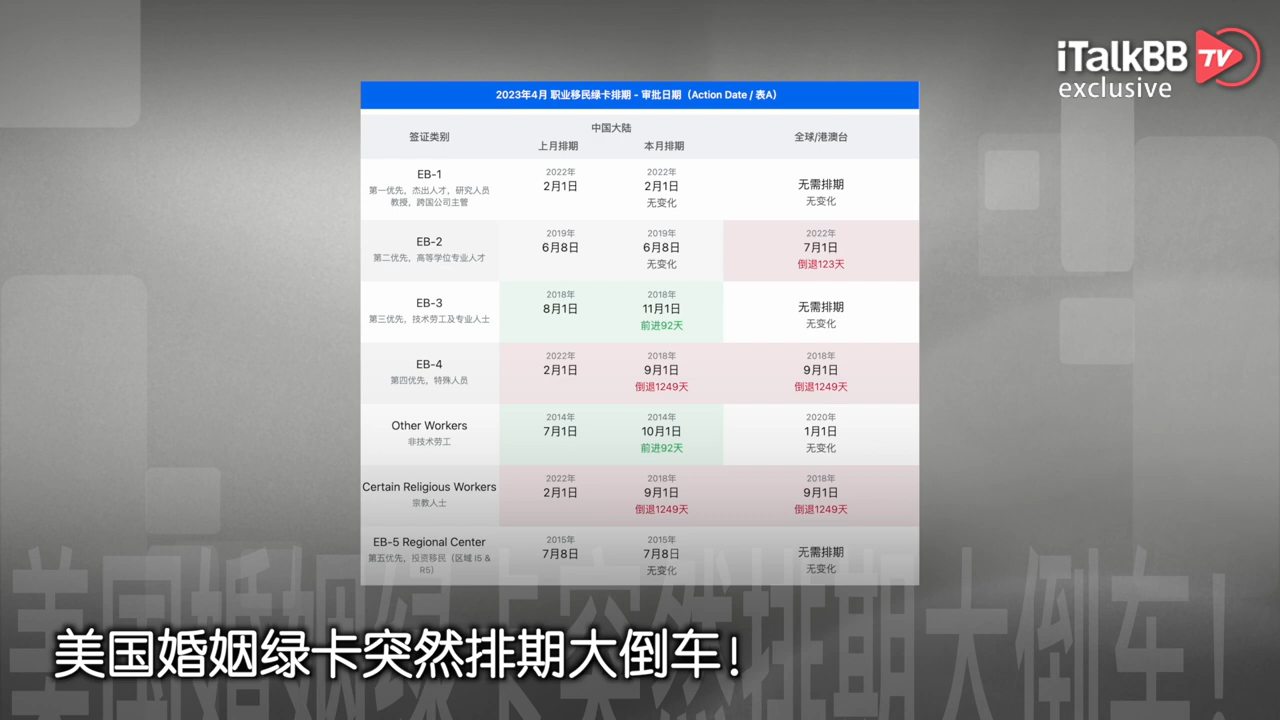 iTalkBB TV
exclusive
2023年4月 职业移民绿卡排期 - 审批日期（Action Date / 表A）
签证类别
中国大陆
上月排期
本月排期
全球/港澳台
EB-1
第一优先，杰出人才，研究人员
教授，跨国公司主管
2022年
2月1日
2022年
2月1日
无变化
无需排期
无变化
EB-2
第二优先，高等学位专业人才
2019年
6月8日
2019年
6月8日
无变化
2022年
7月1日
倒退123天
EB-3
第三优先，技术劳工及专业人士
2018年
8月1日
2018年
11月1日
前进92天
无需排期
无变化
EB-4
第四优先，特殊人员
2022年
2月1日
2018年
9月1日
倒退1249天
2018年
9月1日
倒退1249天
Other Workers
非技术劳工
2014年
7月1日
2014年
10月1日
前进92天
2020年
1月1日
无变化
Certain Religious Workers
宗教人士
2022年
2月1日
2018年
9月1日
倒退1249天
2018年
9月1日
倒退1249天
EB-5 Regional Center
第五优先，投资移民（区域 I5 &
R5）
2015年
7月8日
2015年
7月8日
无变化
无需排期
无变化
美国婚姻绿卡突然排期大倒车！
美国婚姻绿卡突然排期大倒车！